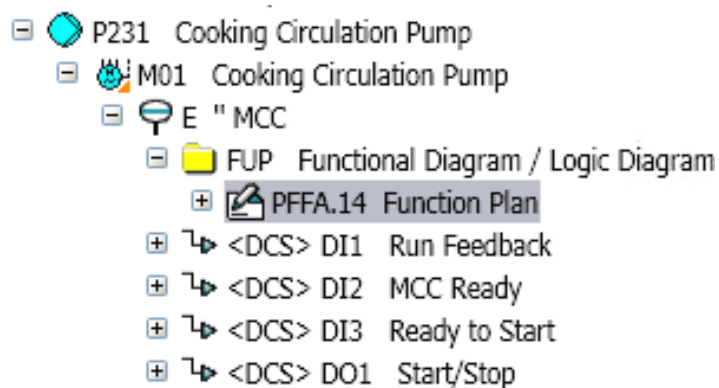 P231 Cooking Circulation Pump
M01 Cooking Circulation Pump
E " MCC
FUP Functional Diagram / Logic Diagram
PFFA.14 Function Plan
<DCS> DI1 Run Feedback
<DCS> DI2 MCC Ready
<DCS> DI3 Ready to Start
<DCS> DO1 Start/Stop